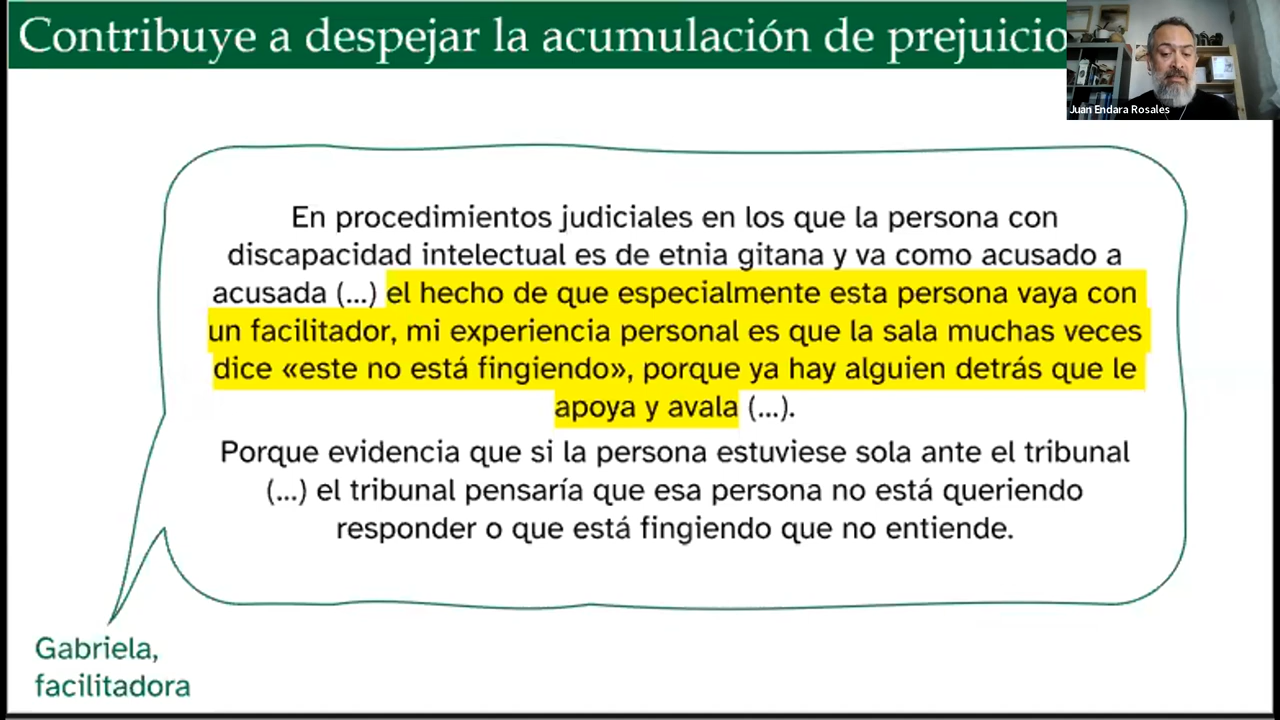 Contribuye a despejar la acumulación de prejuicio
Juan Endara Rosales
En procedimientos judiciales en los que la persona con
discapacidad intelectual es de etnia gitana y va como acusado a
acusada (...) el hecho de que especialmente esta persona vaya con
un facilitador, mi experiencia personal es que la sala muchas veces
dice «este no está fingiendo», porque ya hay alguien detrás que le
apoya y avala (...).
Porque evidencia que si la persona estuviese sola ante el tribunal
(...) el tribunal pensaría que esa persona no está queriendo
responder o que está fingiendo que no entiende.
Gabriela,
facilitadora